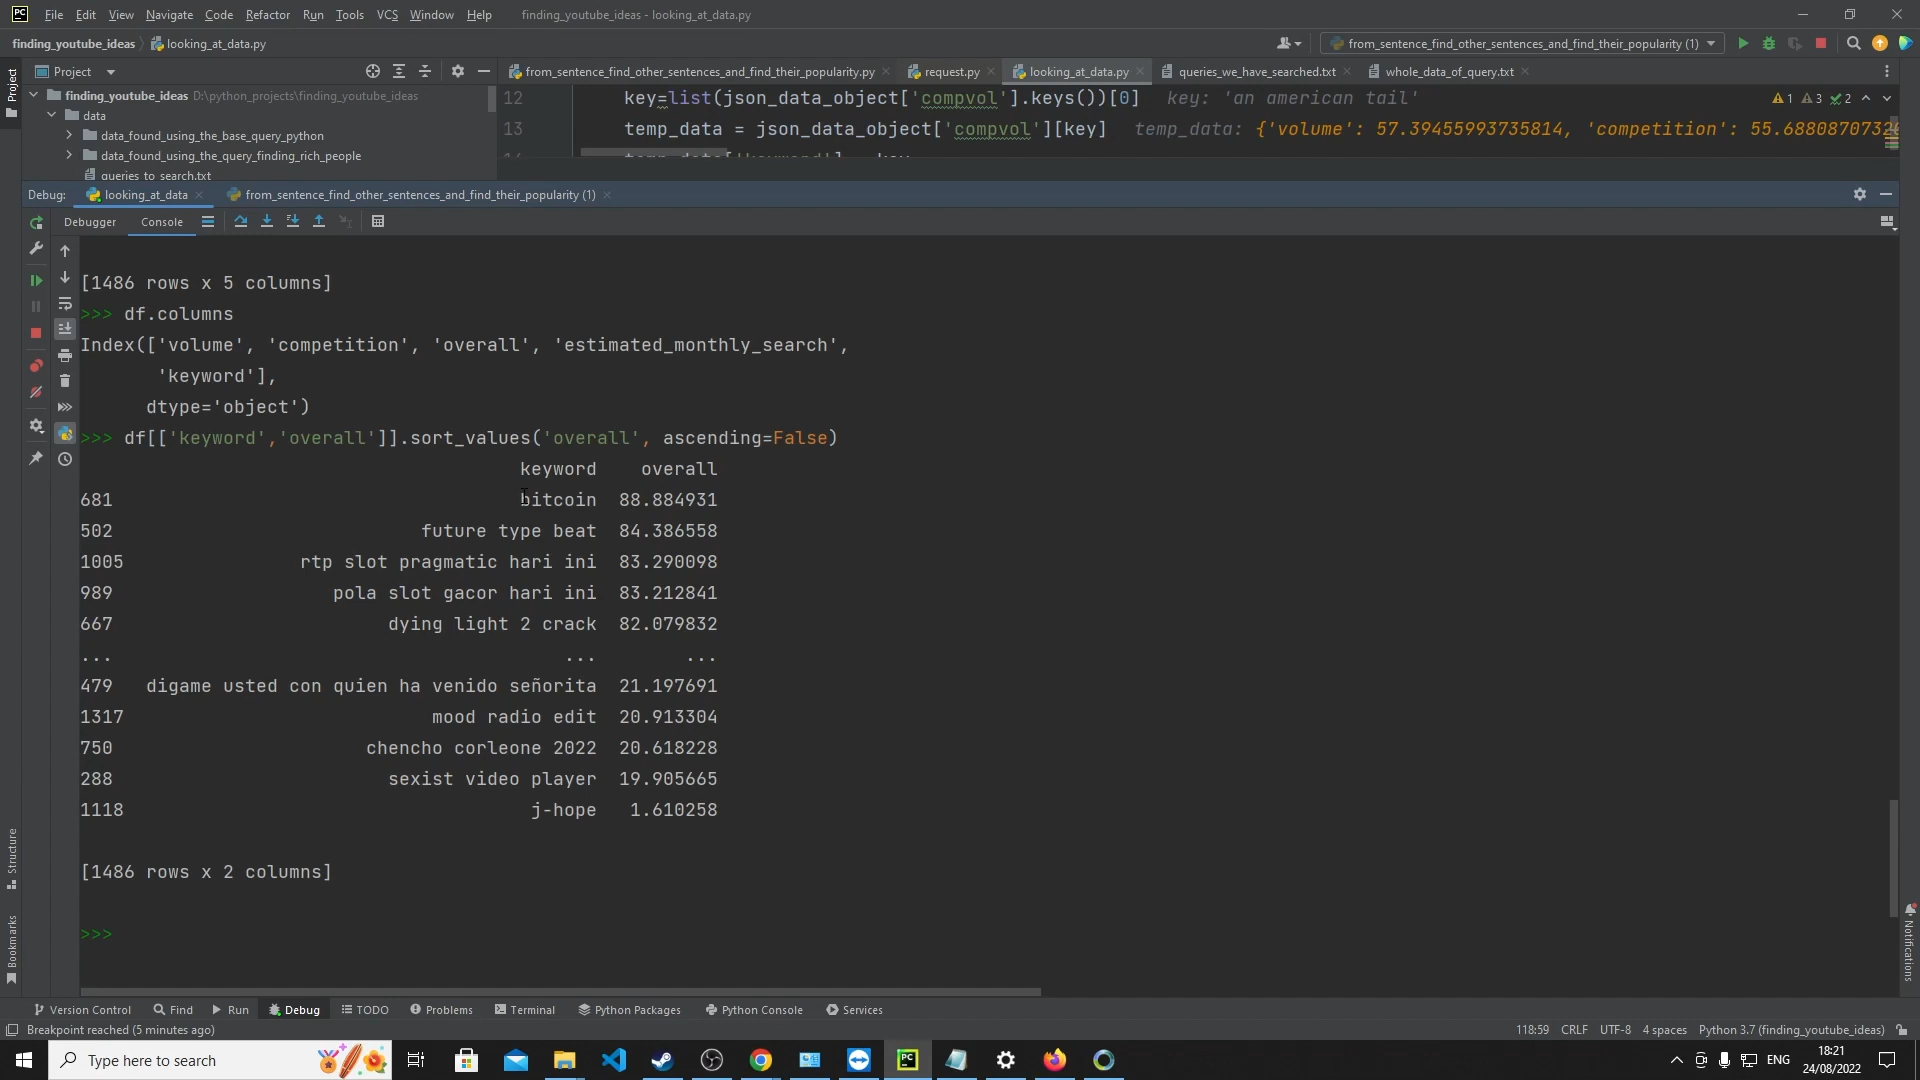 PC File Edit View Navigate Code Refactor Run Tools VCS Window Help finding_youtube_ideas - looking_at_data.py
finding_youtube_ideas looking_at_data.py from_sentence_find_other_sentences_and_find_their_popularity (1)
Project Project from_sentence_find_other_sentences_and_find_their_popularity.py request.py looking_at_data.py queries_we_have_searched.txt whole_data_of_query.txt
finding_youtube_ideas D:\python_projects\finding_youtube_ideas
data
data_found_using_the_base_query_python
data_found_using_the_query_finding_rich_people
queries_to_search.txt
12 key=list(json_data_object['compvol'].keys())[0] key: 'an american tail' 1 3 2
13 temp_data = json_data_object['compvol'][key] temp_data: {'volume': 57.39455993735814, 'competition': 55.688087073
Debug: looking_at_data from_sentence_find_other_sentences_and_find_their_popularity (1)
Debugger Console
[1486 rows x 5 columns]
>>> df.columns
Index(['volume', 'competition', 'overall', 'estimated_monthly_search',
'keyword'],
dtype='object')
>>> df[['keyword','overall']].sort_values('overall', ascending=False)
keyword overall
681 bitcoin 88.884931
502 future type beat 84.386558
1005 rtp slot pragmatic hari ini 83.290098
989 pola slot gacor hari ini 83.212841
667 dying light 2 crack 82.079832
... ... ...
479 digame usted con quien ha venido señorita 21.197691
1317 mood radio edit 20.913304
750 chencho corleone 2022 20.618228
288 sexist video player 19.905665
1118 j-hope 1.610258
[1486 rows x 2 columns]
>>>
Structure
Bookmarks
Notifications
Version Control Find Run Debug TODO Problems Terminal Python Packages Python Console Services
Breakpoint reached (5 minutes ago) 118:59 CRLF UTF-8 4 spaces Python 3.7 (finding_youtube_ideas)
Type here to search PC ENG 18:21
24/08/2022